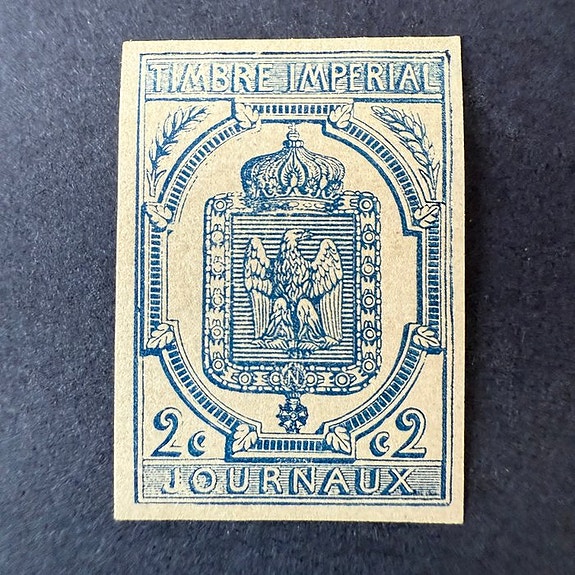 TIMBRE IMPERIAL
N
2c c2
JOURNAUX